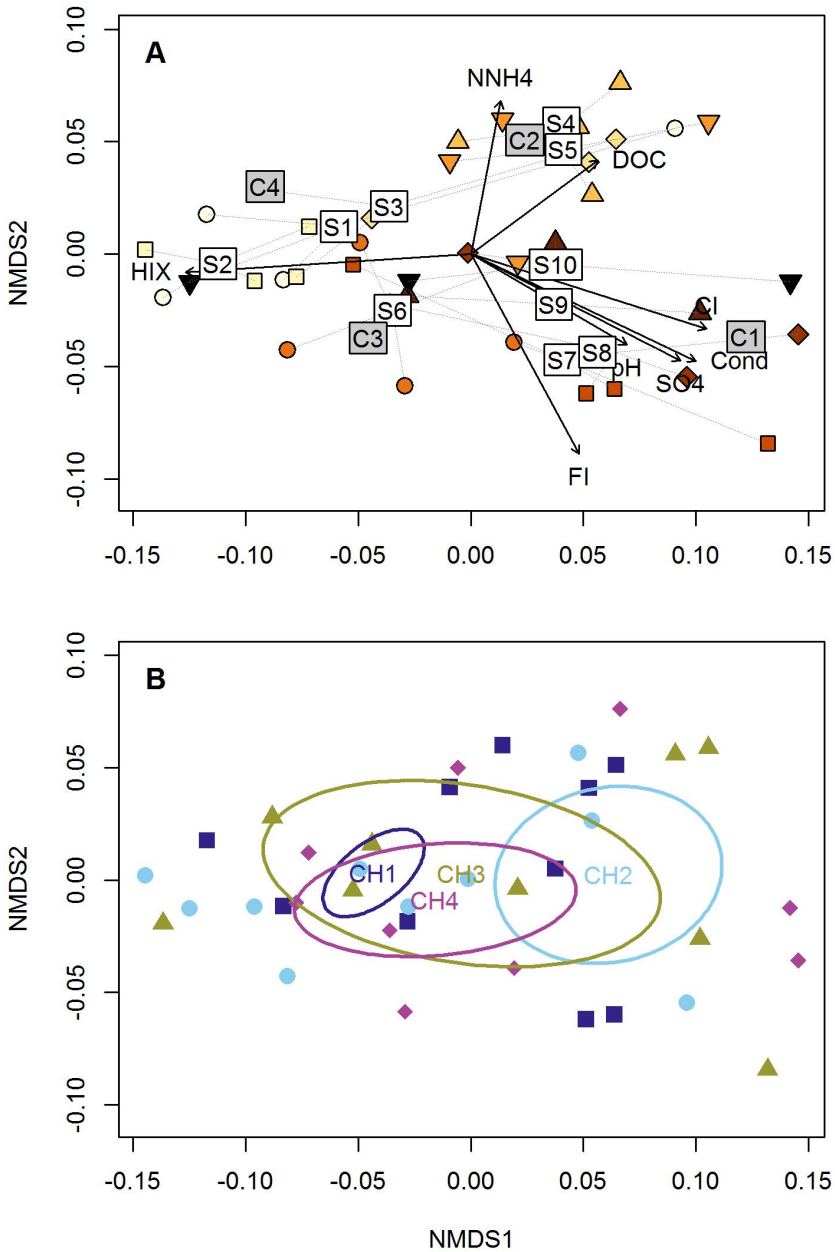 A
0.10
NNH4
S4
C2
S5
0.05
DOC
C4
S3
S1
0.00
S2
HIX
S10
S9
S6
Cl
C3
C1
S7
S8
pH
Cond
SO4
-0.05
FI
-0.10
NMDS2
-0.15 -0.10 -0.05 0.00 0.05 0.10 0.15
B
0.10
0.05
0.00
CH1 CH3 CH2
CH4
-0.05
-0.10
NMDS2
-0.15 -0.10 -0.05 0.00 0.05 0.10 0.15
NMDS1